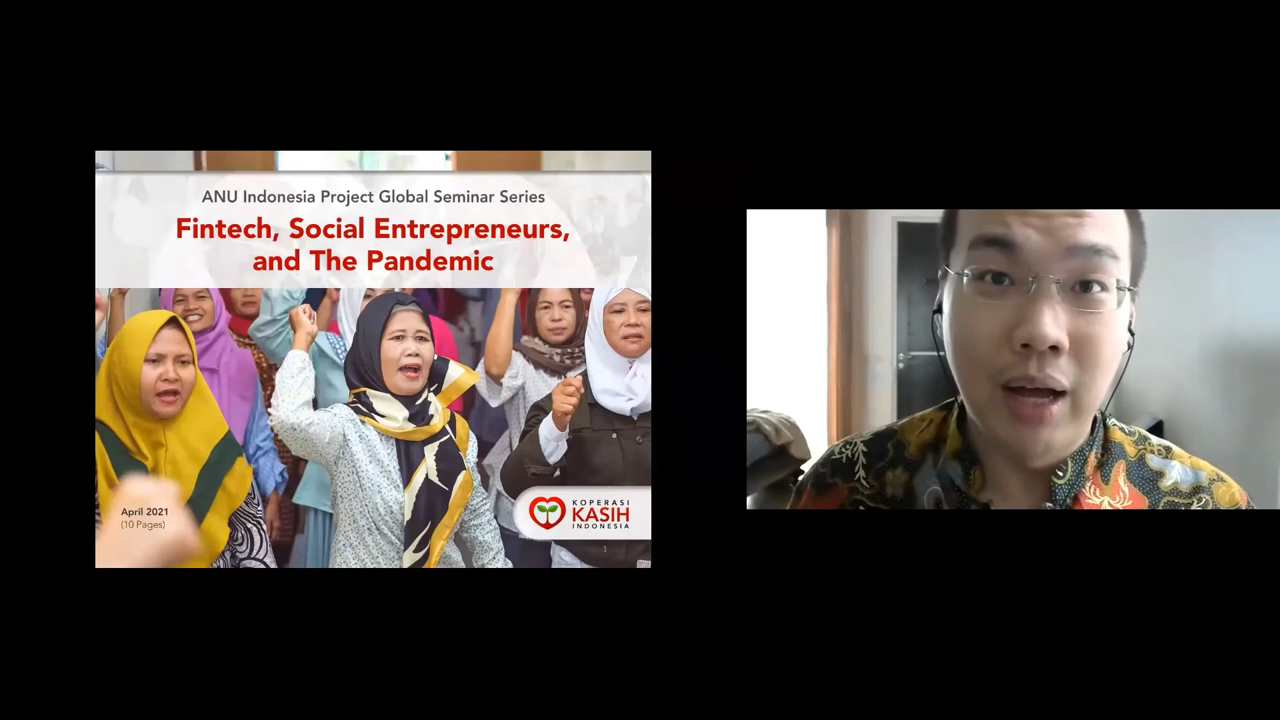 ANU Indonesia Project Global Seminar Series
Fintech, Social Entrepreneurs,
and The Pandemic
April 2021
(10 Pages)
KOPERASI
KASIH
INDONESIA
1